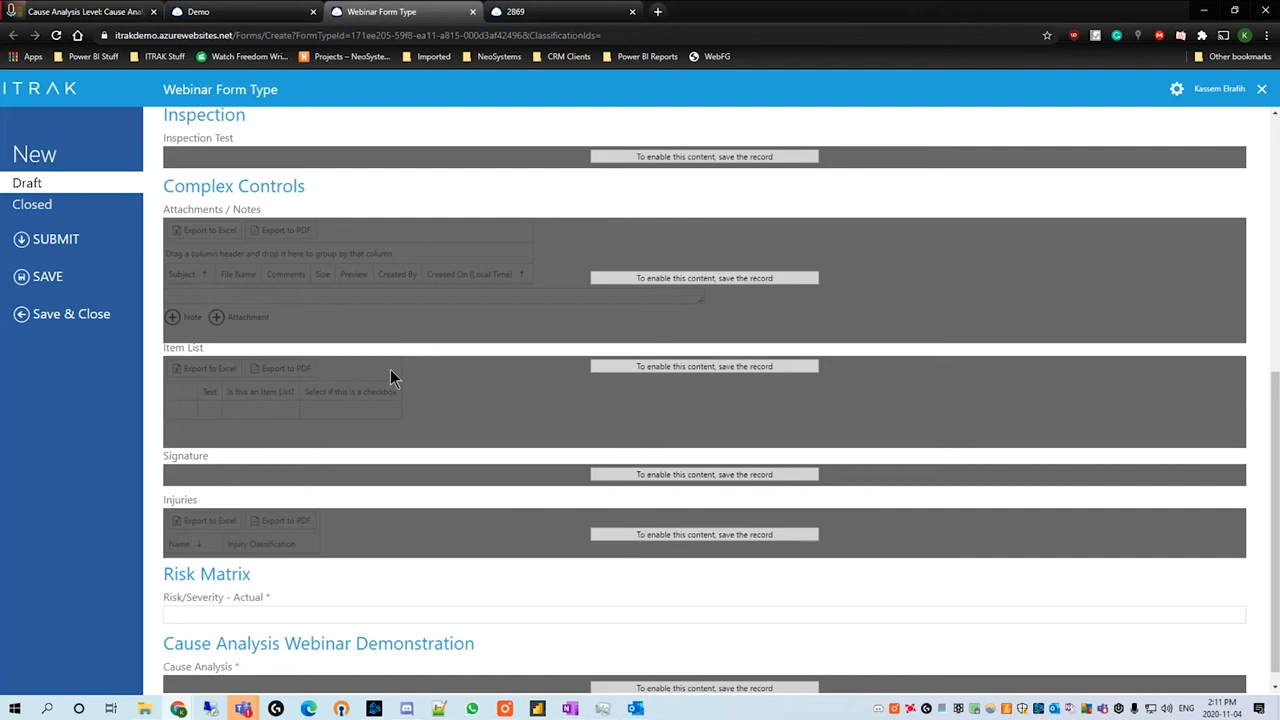 Cause Analysis Level: Cause Anal
Demo
Webinar Form Type
2869
itrakdemo.azurewebsites.net/Forms/Create?FormTypeId=171ee205-59f8-ea11-a815-000d3af42496&ClassificationIds=
Apps
Power BI Stuff
ITRAK Stuff
Watch Freedom Wri...
Projects – NeoSyste...
Imported
NeoSystems
CRM Clients
Power BI Reports
WebFG
Other bookmarks
ITRAK
Webinar Form Type
Kassem Elrafih
New
Draft
Closed
SUBMIT
SAVE
Save & Close
Inspection
Inspection Test
To enable this content, save the record
Complex Controls
Attachments / Notes
Export to Excel
Export to PDF
Drag a column header and drop it here to group by that column
Subject
File Name
Comments
Size
Preview
Created By
Created On (Local Time)
To enable this content, save the record
Note
Attachment
Item List
Export to Excel
Export to PDF
To enable this content, save the record
Text
Is this an Item List?
Select if this is a checkbox
Signature
To enable this content, save the record
Injuries
Export to Excel
Export to PDF
To enable this content, save the record
Name
Injury Classification
Risk Matrix
Risk/Severity - Actual *
Cause Analysis Webinar Demonstration
Cause Analysis *
To enable this content, save the record
ENG
2:11 PM
2020-11-04